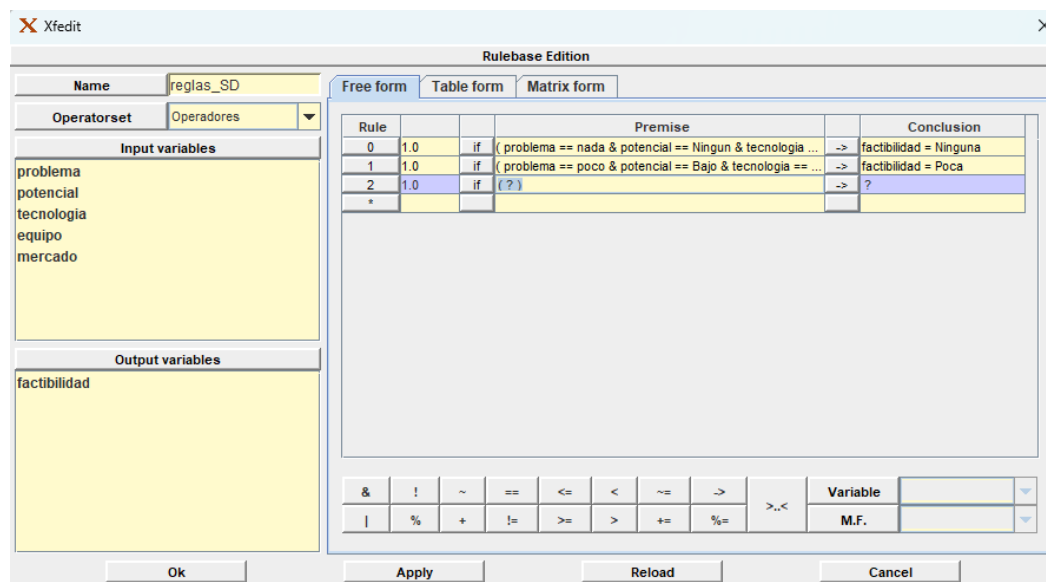 Xfedit
Rulebase Edition
Name reglas_SD
Operatorset Operadores
Input variables
problema
potencial
tecnologia
equipo
mercado
Output variables
factibilidad
Free form Table form Matrix form
Rule Premise Conclusion
0 1.0 if ( problema == nada & potencial == Ningun & tecnologia ... -> factibilidad = Ninguna
1 1.0 if ( problema == poco & potencial == Bajo & tecnologia == ... -> factibilidad = Poca
2 1.0 if ( ? ) -> ?
*
& ! ~ == <= < ~= -> >..< Variable
| % + != >= > += %= M.F.
Ok Apply Reload Cancel